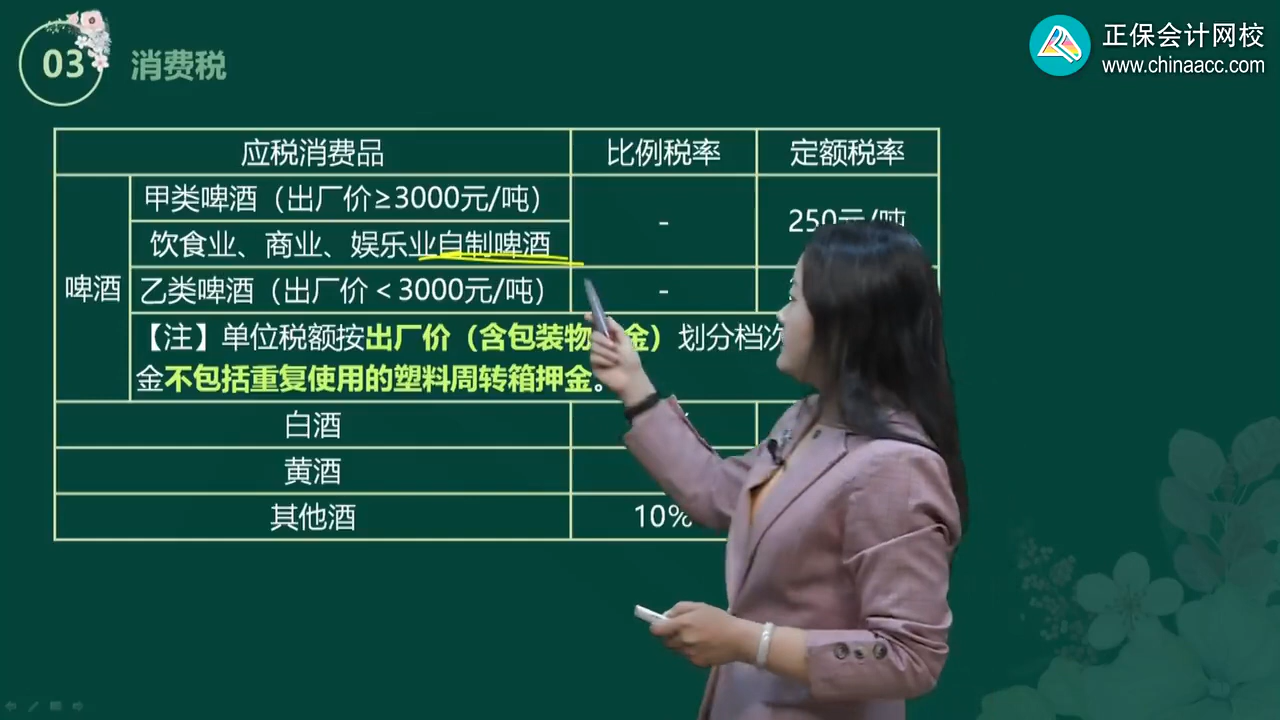 03 消费税
正保会计网校
www.chinaacc.com
应税消费品 比例税率 定额税率
甲类啤酒（出厂价≥3000元/吨） - 250元/吨
饮食业、商业、娱乐业自制啤酒
啤酒 乙类啤酒（出厂价＜3000元/吨） -
【注】单位税额按出厂价（含包装物 金）划分档次
金不包括重复使用的塑料周转箱押金。
白酒
黄酒
其他酒 10%